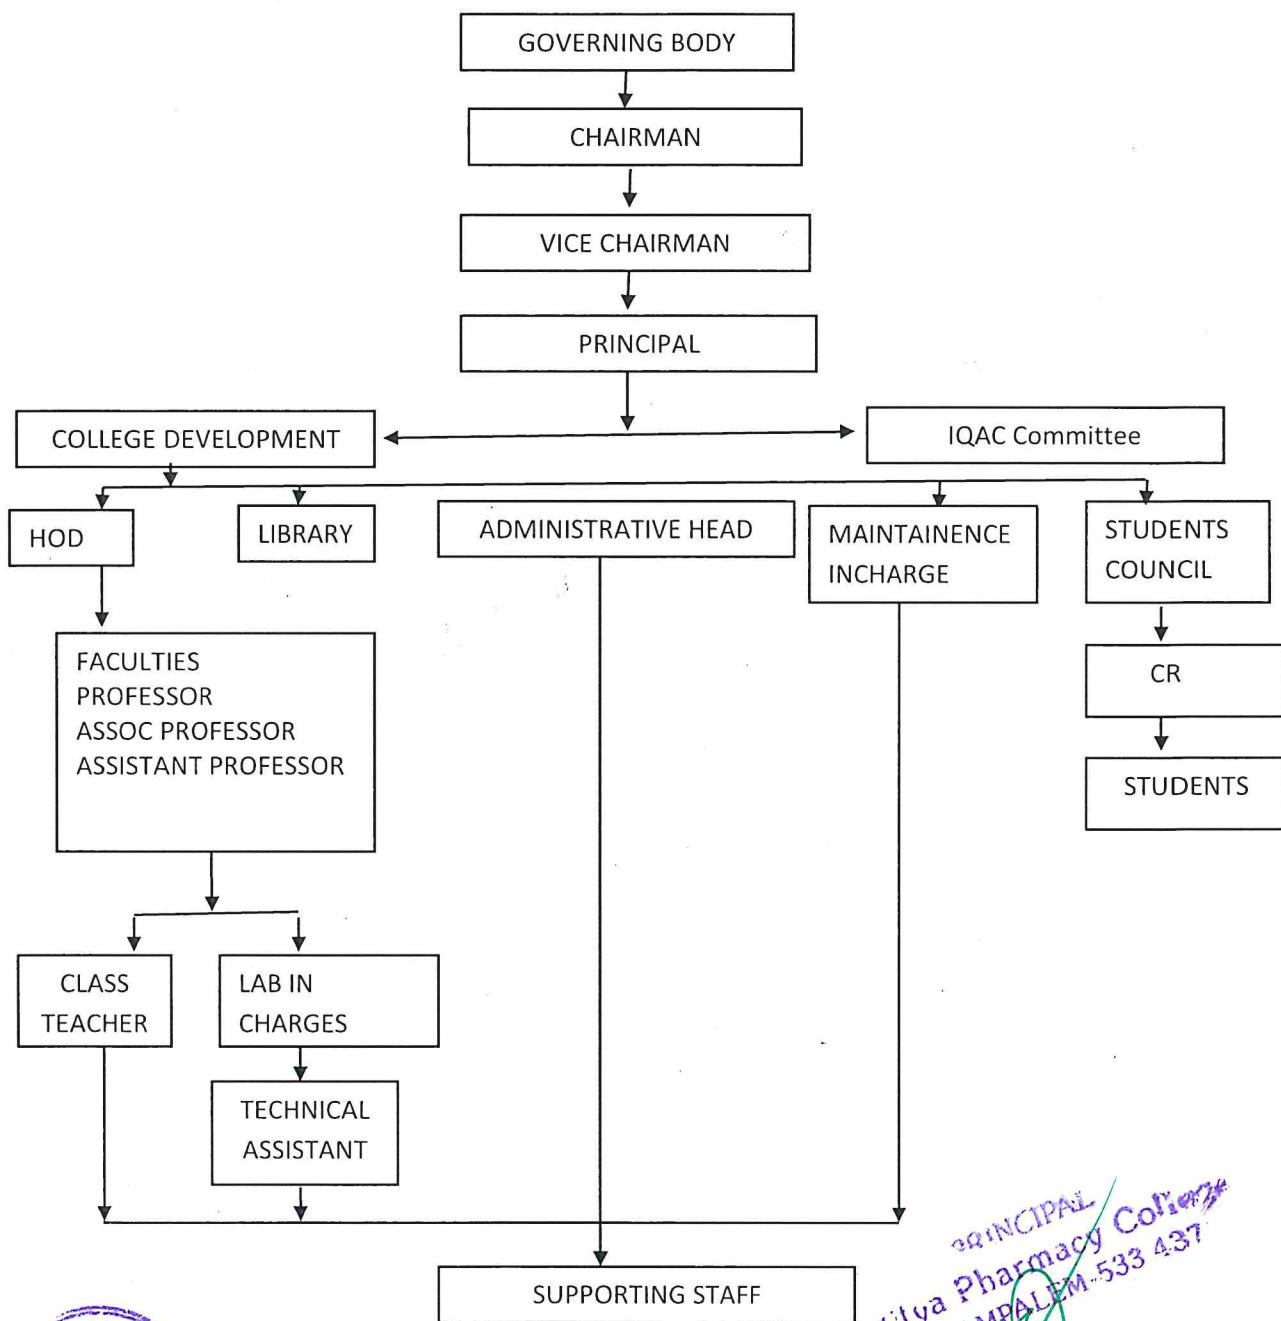 GOVERNING BODY
CHAIRMAN
VICE CHAIRMAN
PRINCIPAL
COLLEGE DEVELOPMENT
IQAC Committee
HOD
LIBRARY
ADMINISTRATIVE HEAD
MAINTAINENCE
INCHARGE
STUDENTS
COUNCIL
FACULTIES
PROFESSOR
ASSOC PROFESSOR
ASSISTANT PROFESSOR
CR
STUDENTS
CLASS
TEACHER
LAB IN
CHARGES
TECHNICAL
ASSISTANT
SUPPORTING STAFF
PRINCIPAL
Pharmacy College
533 437